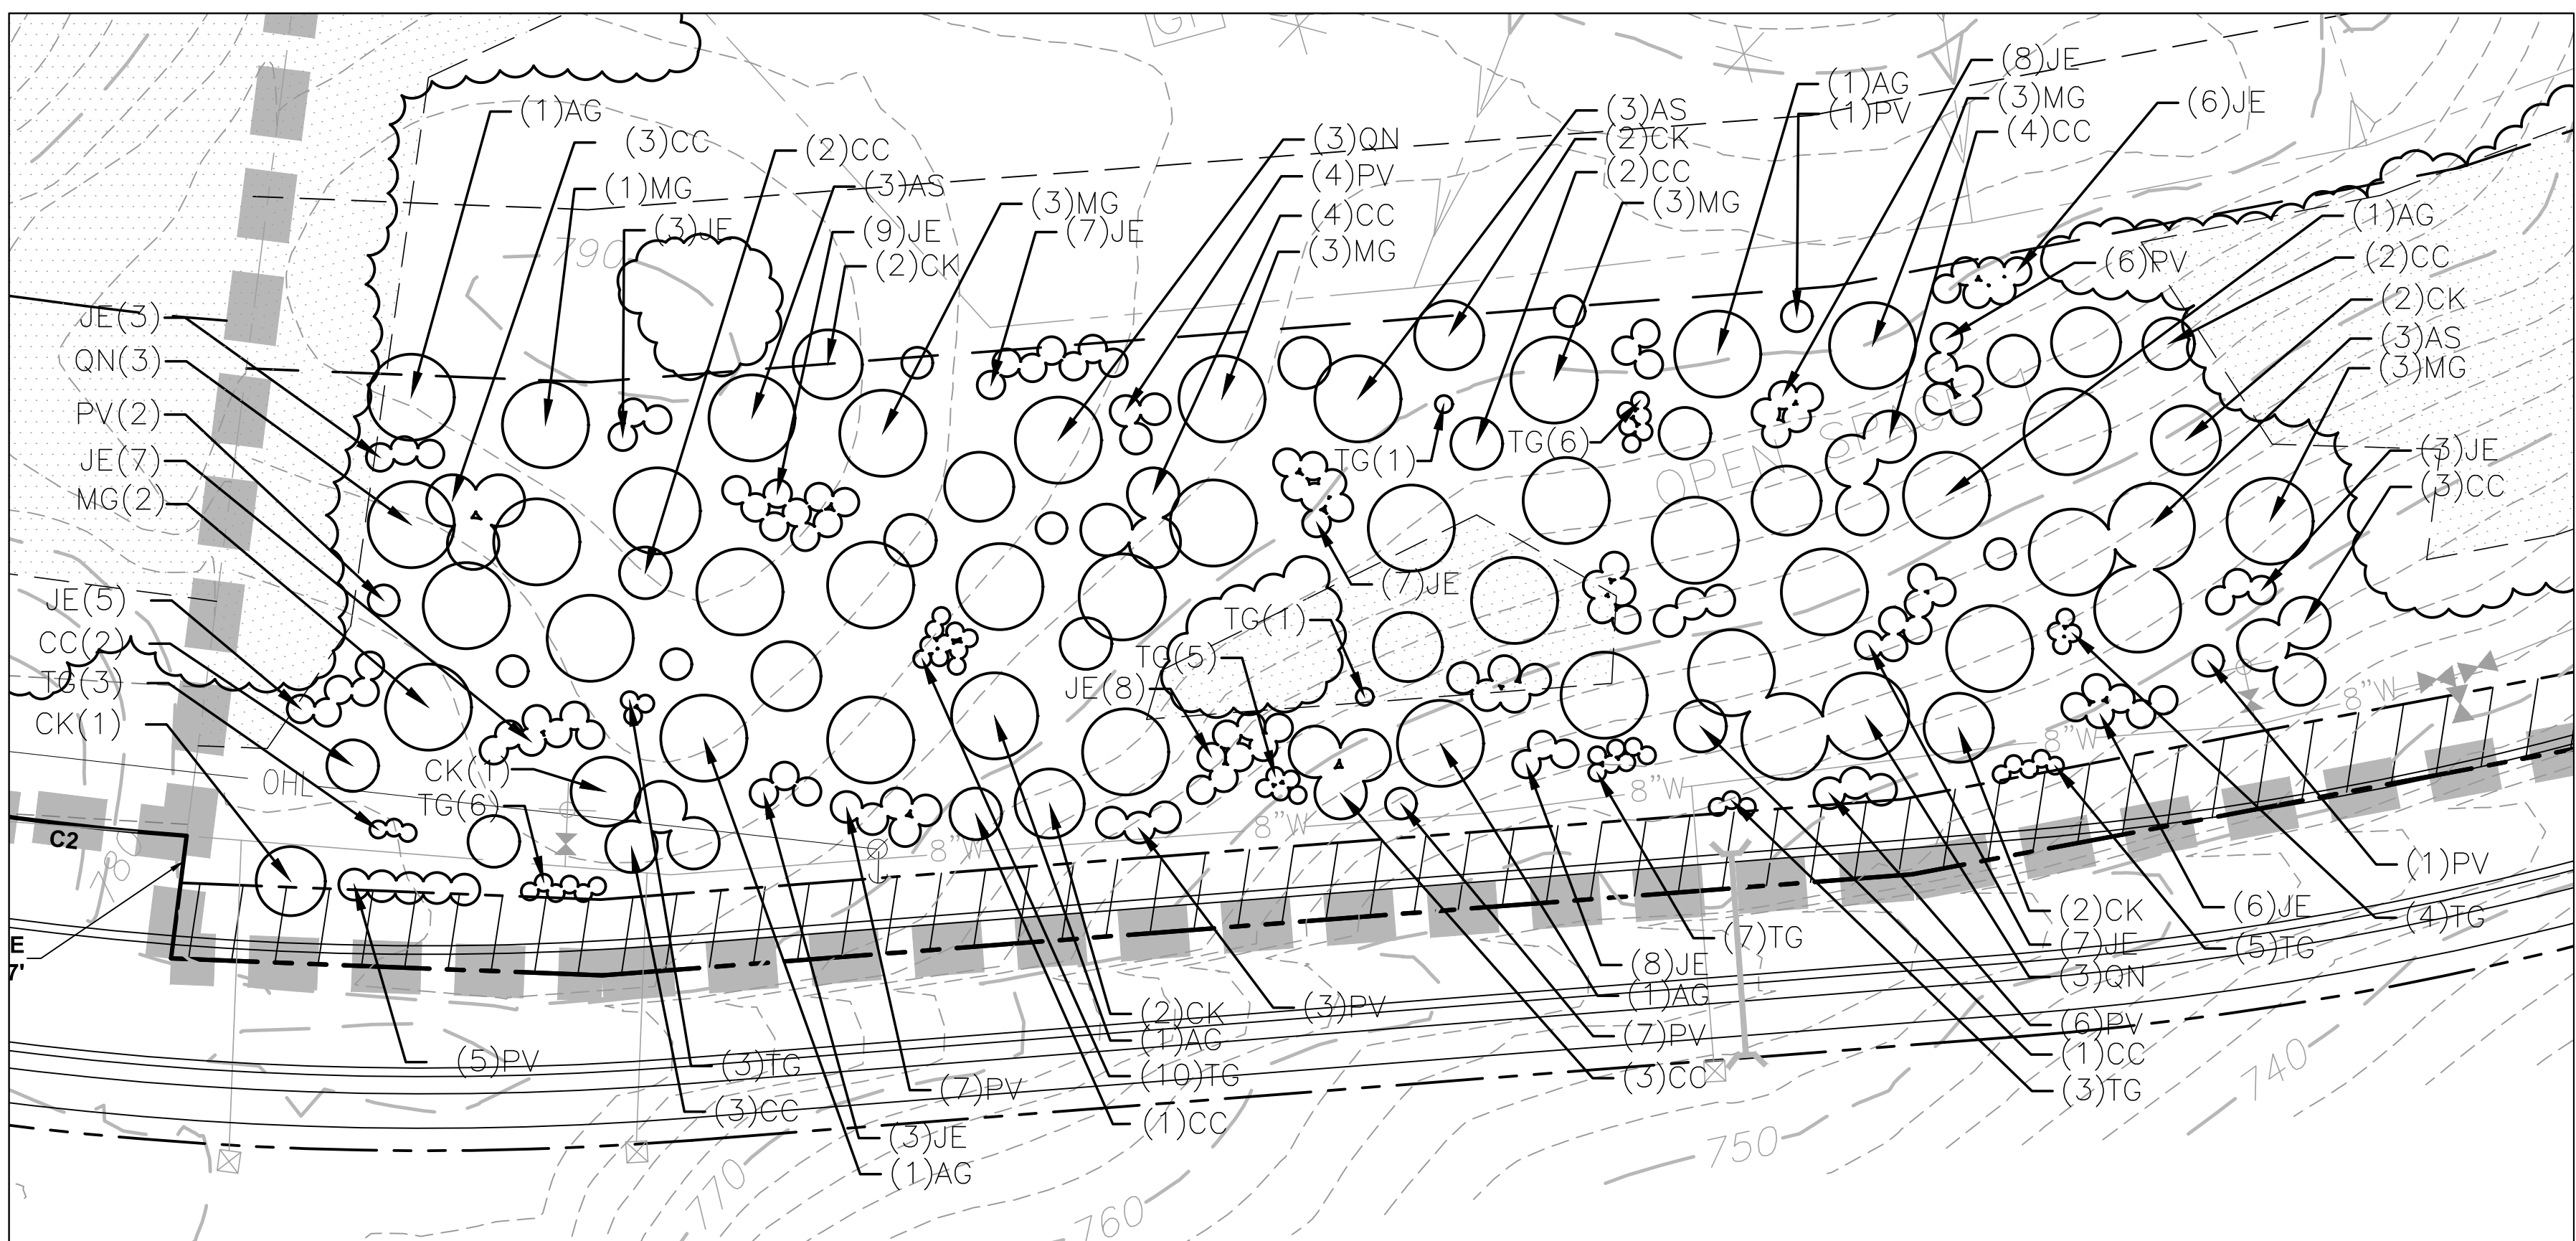 (1)AG
(3)CC
(1)MG
(3)JE
(2)CC
(3)AS
(9)JE
(2)CK
(3)MG
(7)JE
(3)QN
(4)PV
(4)CC
(3)MG
(3)AS
(2)CK
(2)CC
(3)MG
(1)AG
(1)PV
(8)JE
(3)MG
(4)CC
(6)JE
(6)PV
(1)AG
(2)CC
(2)CK
(3)AS
(3)MG
(3)JE
(3)CC
790
JE(3)
QN(3)
PV(2)
JE(7)
MG(2)
JE(5)
CC(2)
TG(3)
CK(1)
OHL
CK(1)
TG(6)
TG(1)
TG(6)
OPEN SPACE 1
(7)JE
TG(1)
TG(5)
JE(8)
8"W
8"W
8"W
8"W
8"W
C2
780
E
7'
(5)PV
(3)TG
(3)CC
(3)JE
(1)AG
(7)PV
(2)CK
(1)AG
(10)TG
(1)CC
(3)PV
(7)TG
(8)JE
(1)AG
(7)PV
(3)CC
(1)PV
(2)CK
(7)JE
(3)QN
(6)JE
(4)TG
(5)TG
(6)PV
(1)CC
(3)TG
770
760
750
740